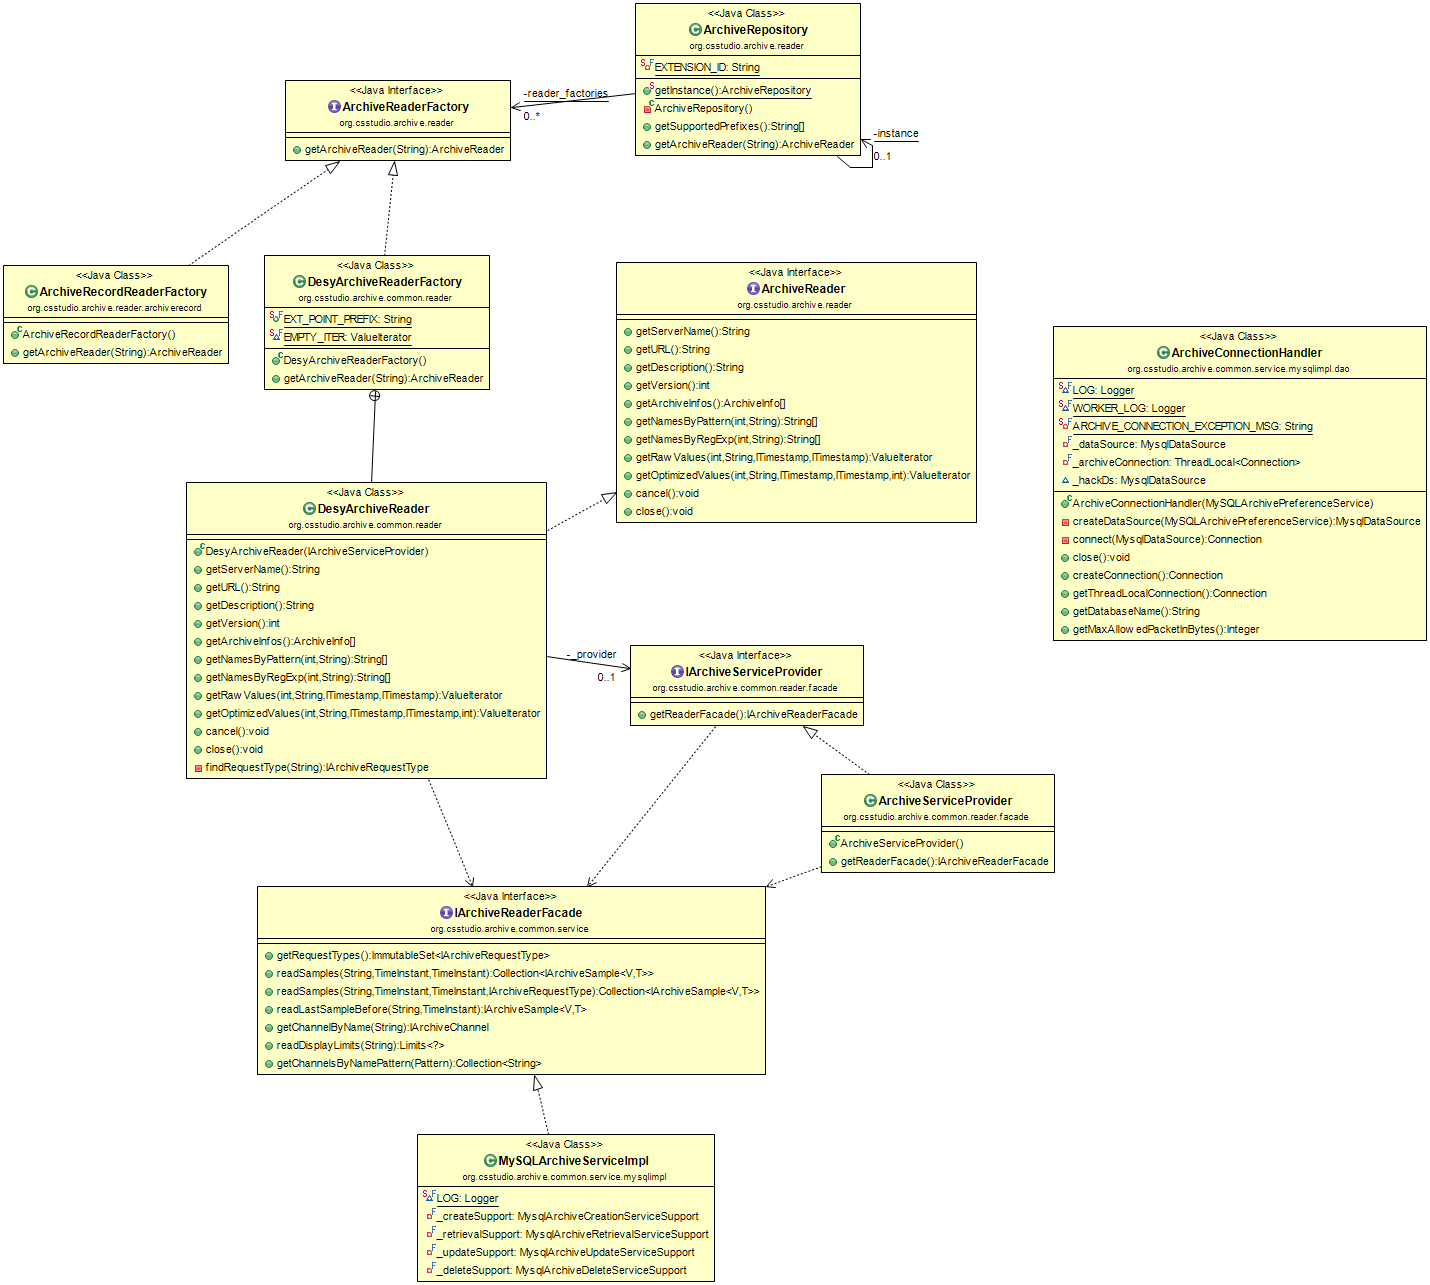 <<Java Class>>
ArchiveRepository
org.csstudio.archive.reader
EXTENSION_ID: String
getInstance():ArchiveRepository
ArchiveRepository()
getSupportedPrefixes():String[]
getArchiveReader(String):ArchiveReader
-reader_factories
0..*
-instance
0..1
<<Java Interface>>
ArchiveReaderFactory
org.csstudio.archive.reader
getArchiveReader(String):ArchiveReader
<<Java Class>>
ArchiveRecordReaderFactory
org.csstudio.archive.reader.archiverecord
ArchiveRecordReaderFactory()
getArchiveReader(String):ArchiveReader
<<Java Class>>
DesyArchiveReaderFactory
org.csstudio.archive.common.reader
EXT_POINT_PREFIX: String
EMPTY_ITER: ValueIterator
DesyArchiveReaderFactory()
getArchiveReader(String):ArchiveReader
<<Java Interface>>
ArchiveReader
org.csstudio.archive.reader
getServerName():String
getURL():String
getDescription():String
getVersion():int
getArchiveInfos():ArchiveInfo[]
getNamesByPattern(int,String):String[]
getNamesByRegExp(int,String):String[]
getRawValues(int,String,ITimestamp,ITimestamp):ValueIterator
getOptimizedValues(int,String,ITimestamp,ITimestamp,int):ValueIterator
cancel():void
close():void
<<Java Class>>
ArchiveConnectionHandler
org.csstudio.archive.common.service.mysqlimpl.dao
LOG: Logger
WORKER_LOG: Logger
ARCHIVE_CONNECTION_EXCEPTION_MSG: String
_dataSource: MysqlDataSource
_archiveConnection: ThreadLocal<Connection>
_hackDs: MysqlDataSource
ArchiveConnectionHandler(MySQLArchivePreferenceService)
createDataSource(MySQLArchivePreferenceService):MysqlDataSource
connect(MysqlDataSource):Connection
close():void
createConnection():Connection
getThreadLocalConnection():Connection
getDatabaseName():String
getMaxAllowedPacketInBytes():Integer
<<Java Class>>
DesyArchiveReader
org.csstudio.archive.common.reader
DesyArchiveReader(IArchiveServiceProvider)
getServerName():String
getURL():String
getDescription():String
getVersion():int
getArchiveInfos():ArchiveInfo[]
getNamesByPattern(int,String):String[]
getNamesByRegExp(int,String):String[]
getRawValues(int,String,ITimestamp,ITimestamp):ValueIterator
getOptimizedValues(int,String,ITimestamp,ITimestamp,int):ValueIterator
cancel():void
close():void
findRequestType(String):IArchiveRequestType
-_provider
0..1
<<Java Interface>>
IArchiveServiceProvider
org.csstudio.archive.common.reader.facade
getReaderFacade():IArchiveReaderFacade
<<Java Class>>
ArchiveServiceProvider
org.csstudio.archive.common.reader.facade
ArchiveServiceProvider()
getReaderFacade():IArchiveReaderFacade
<<Java Interface>>
IArchiveReaderFacade
org.csstudio.archive.common.service
getRequestTypes():ImmutableSet<IArchiveRequestType>
readSamples(String,TimeInstant,TimeInstant):Collection<IArchiveSample<V,T>>
readSamples(String,TimeInstant,TimeInstant,IArchiveRequestType):Collection<IArchiveSample<V,T>>
readLastSampleBefore(String,TimeInstant):IArchiveSample<V,T>
getChannelByName(String):IArchiveChannel
readDisplayLimits(String):Limits<?>
getChannelsByNamePattern(Pattern):Collection<String>
<<Java Class>>
MySQLArchiveServiceImpl
org.csstudio.archive.common.service.mysqlimpl
LOG: Logger
_createSupport: MysqlArchiveCreationServiceSupport
_retrievalSupport: MysqlArchiveRetrievalServiceSupport
_updateSupport: MysqlArchiveUpdateServiceSupport
_deleteSupport: MysqlArchiveDeleteServiceSupport